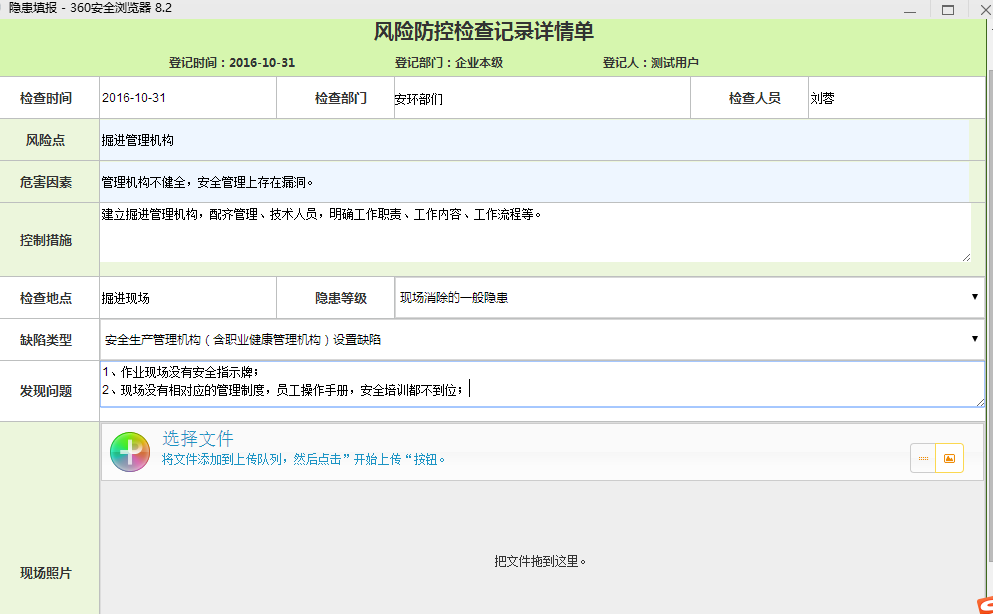 隐患填报 - 360安全浏览器 8.2
风险防控检查记录详情单
登记时间：2016-10-31 登记部门：企业本级 登记人：测试用户
检查时间 2016-10-31 检查部门 安环部们 检查人员 刘蓉
风险点 掘进管理机构
危害因素 管理机构不健全，安全管理上存在漏洞。
控制措施 建立掘进管理机构，配齐管理、技术人员，明确工作职责、工作内容、工作流程等。
检查地点 掘进现场 隐患等级 现场消除的一般隐患
缺陷类型 安全生产管理机构（含职业健康管理机构）设置缺陷
发现问题 1、作业现场没有安全指示牌；
2、现场没有相对应的管理制度，员工操作手册，安全培训都不到位；
选择文件
将文件添加到上传队列，然后点击”开始上传“按钮。
把文件拖到这里。
现场照片